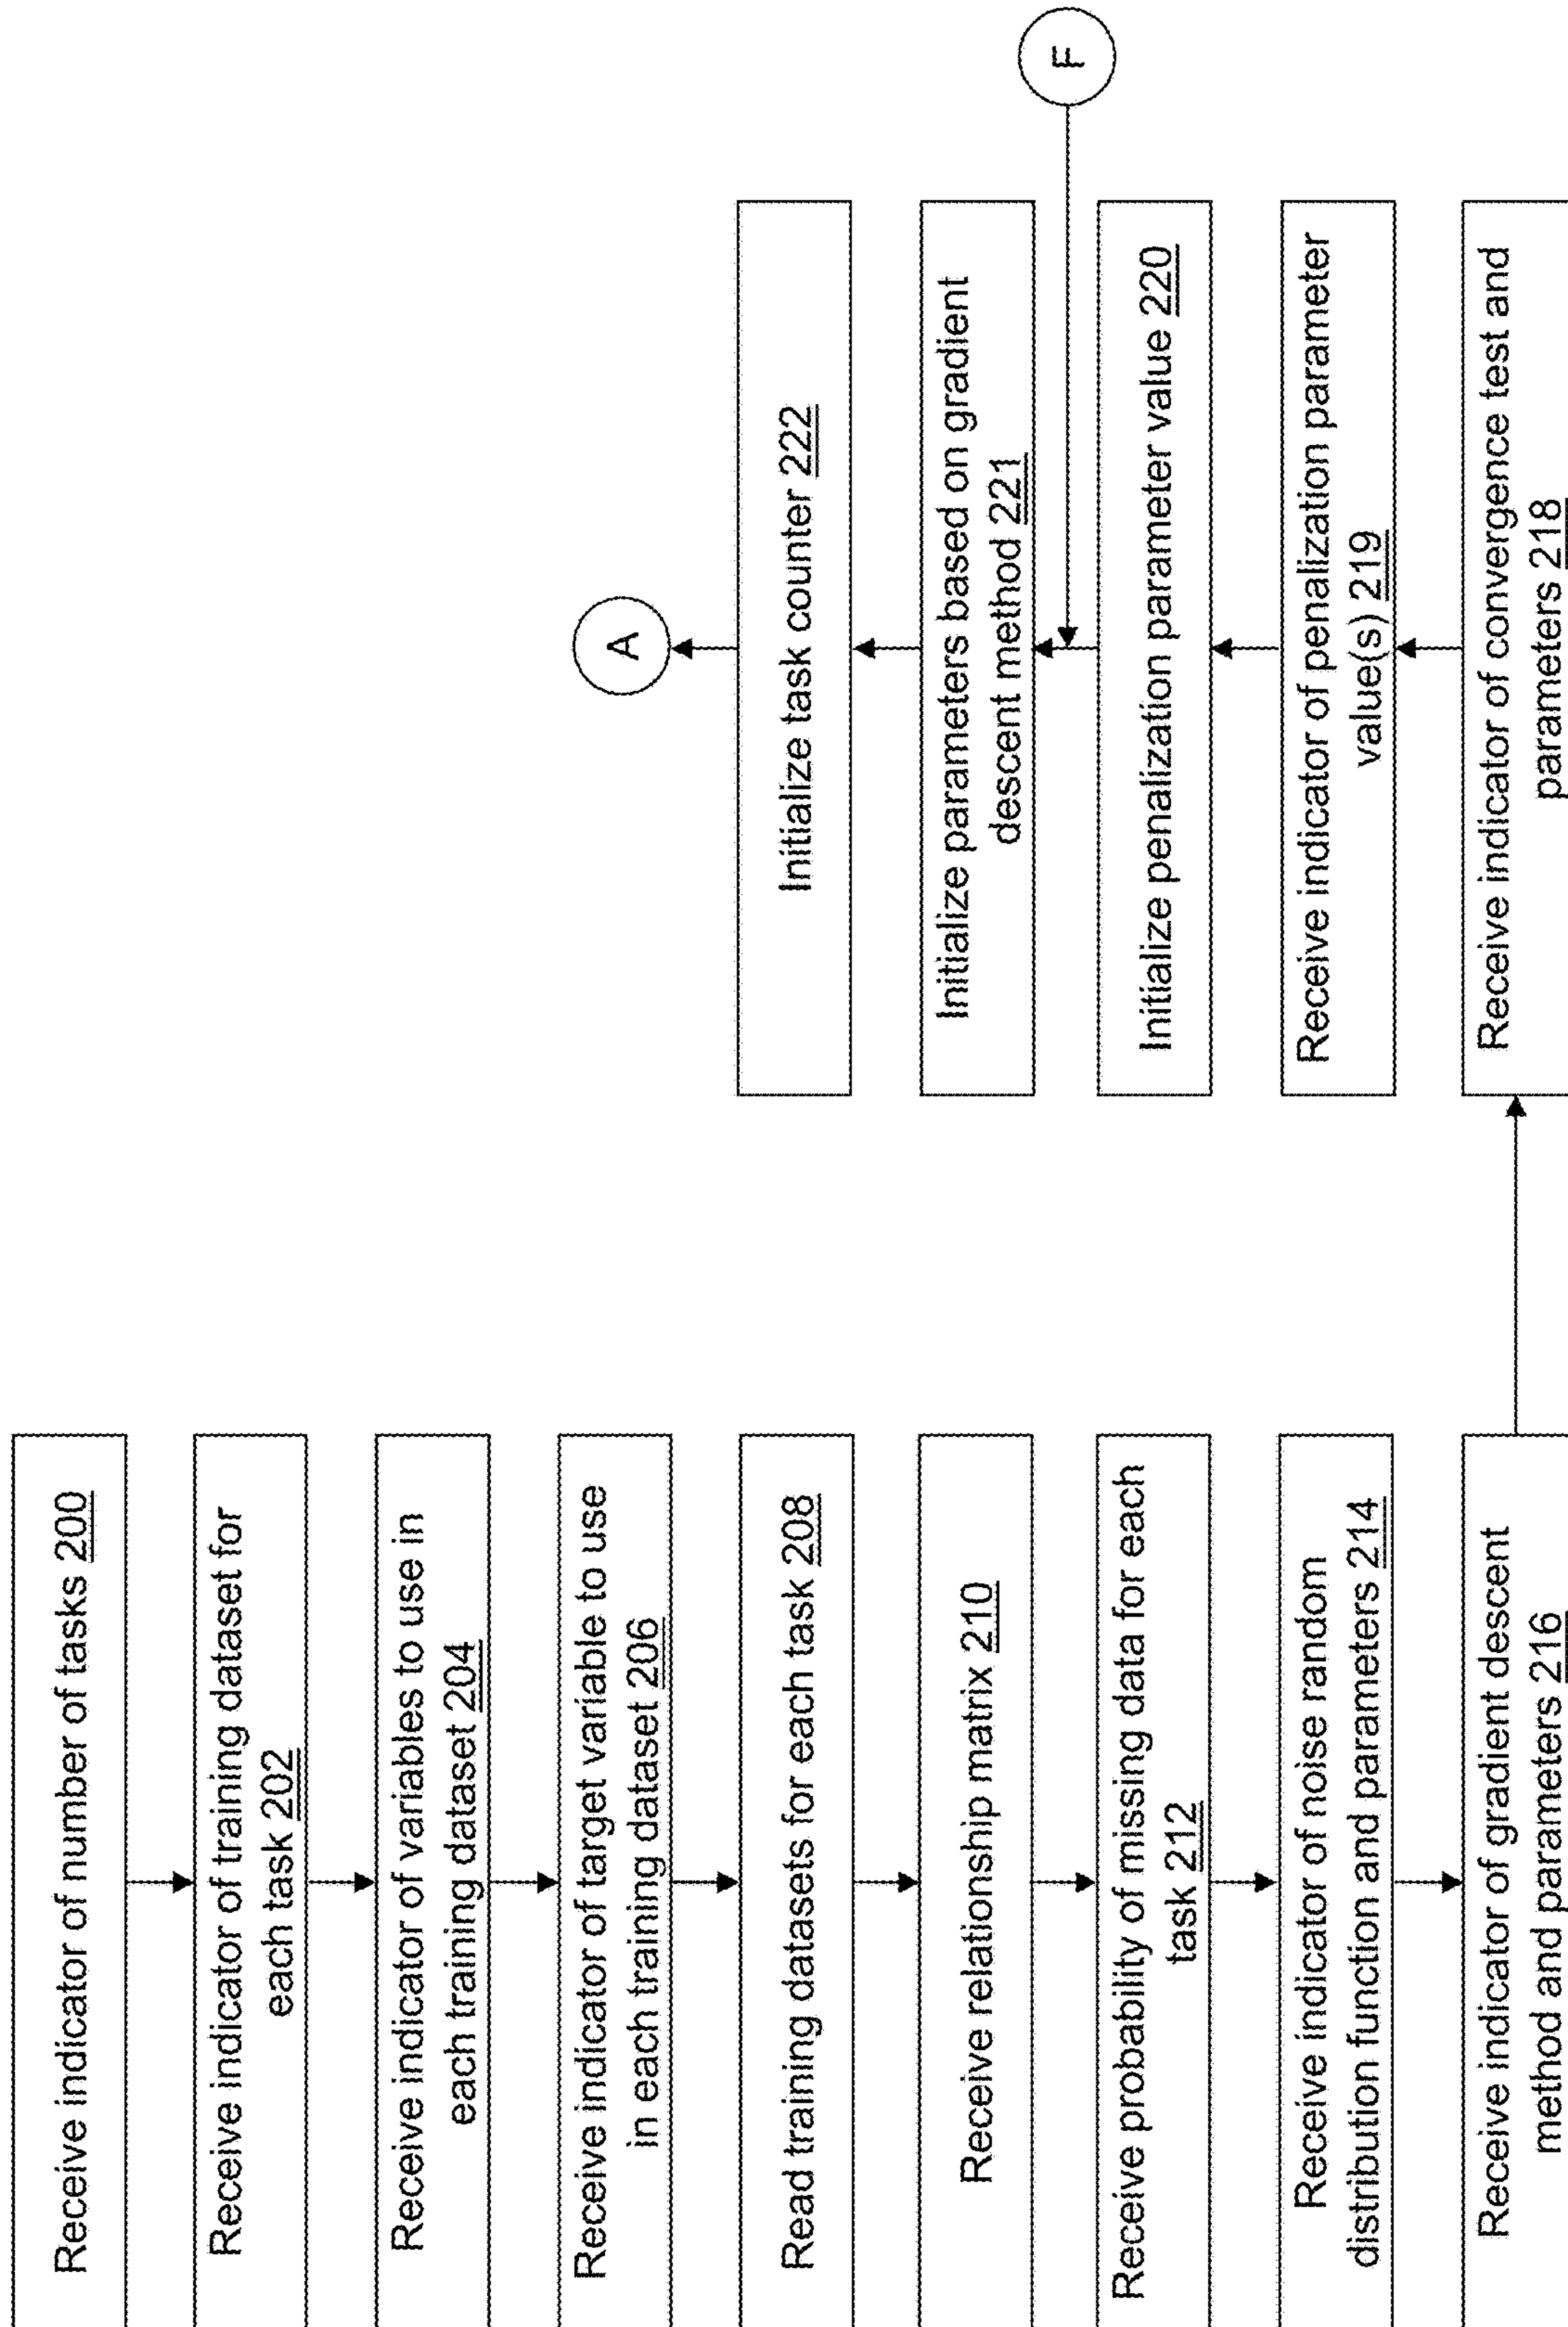 Receive indicator of number of tasks 200
Receive indicator of training dataset for
each task 202
Receive indicator of variables to use in
each training dataset 204
Receive indicator of target variable to use
in each training dataset 206
Read training datasets for each task 208
Receive relationship matrix 210
Receive probability of missing data for each
task 212
Receive indicator of noise random
distribution function and parameters 214
Receive indicator of gradient descent
method and parameters 216
Receive indicator of convergence test and
parameters 218
Receive indicator of penalization parameter
value(s) 219
Initialize penalization parameter value 220
F
Initialize parameters based on gradient
descent method 221
Initialize task counter 222
A